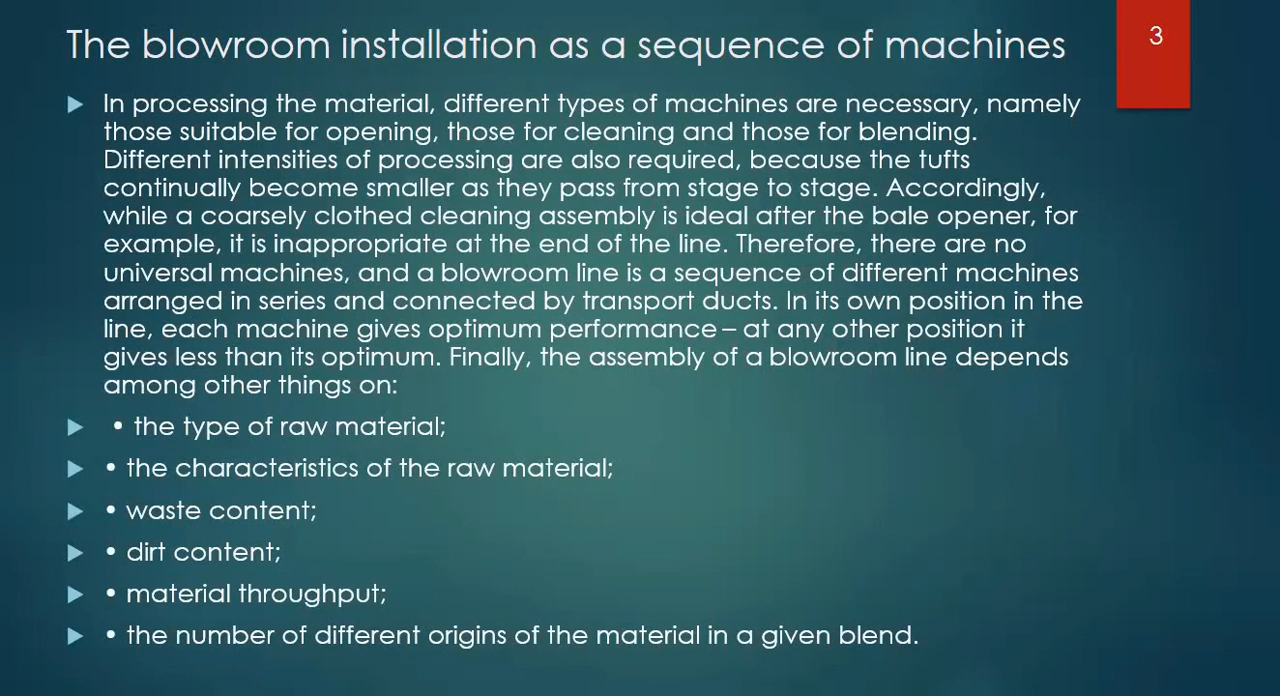 The blowroom installation as a sequence of machines
3
In processing the material, different types of machines are necessary, namely
those suitable for opening, those for cleaning and those for blending.
Different intensities of processing are also required, because the tufts
continually become smaller as they pass from stage to stage. Accordingly,
while a coarsely clothed cleaning assembly is ideal after the bale opener, for
example, it is inappropriate at the end of the line. Therefore, there are no
universal machines, and a blowroom line is a sequence of different machines
arranged in series and connected by transport ducts. In its own position in the
line, each machine gives optimum performance – at any other position it
gives less than its optimum. Finally, the assembly of a blowroom line depends
among other things on:
• the type of raw material;
• the characteristics of the raw material;
• waste content;
• dirt content;
• material throughput;
• the number of different origins of the material in a given blend.